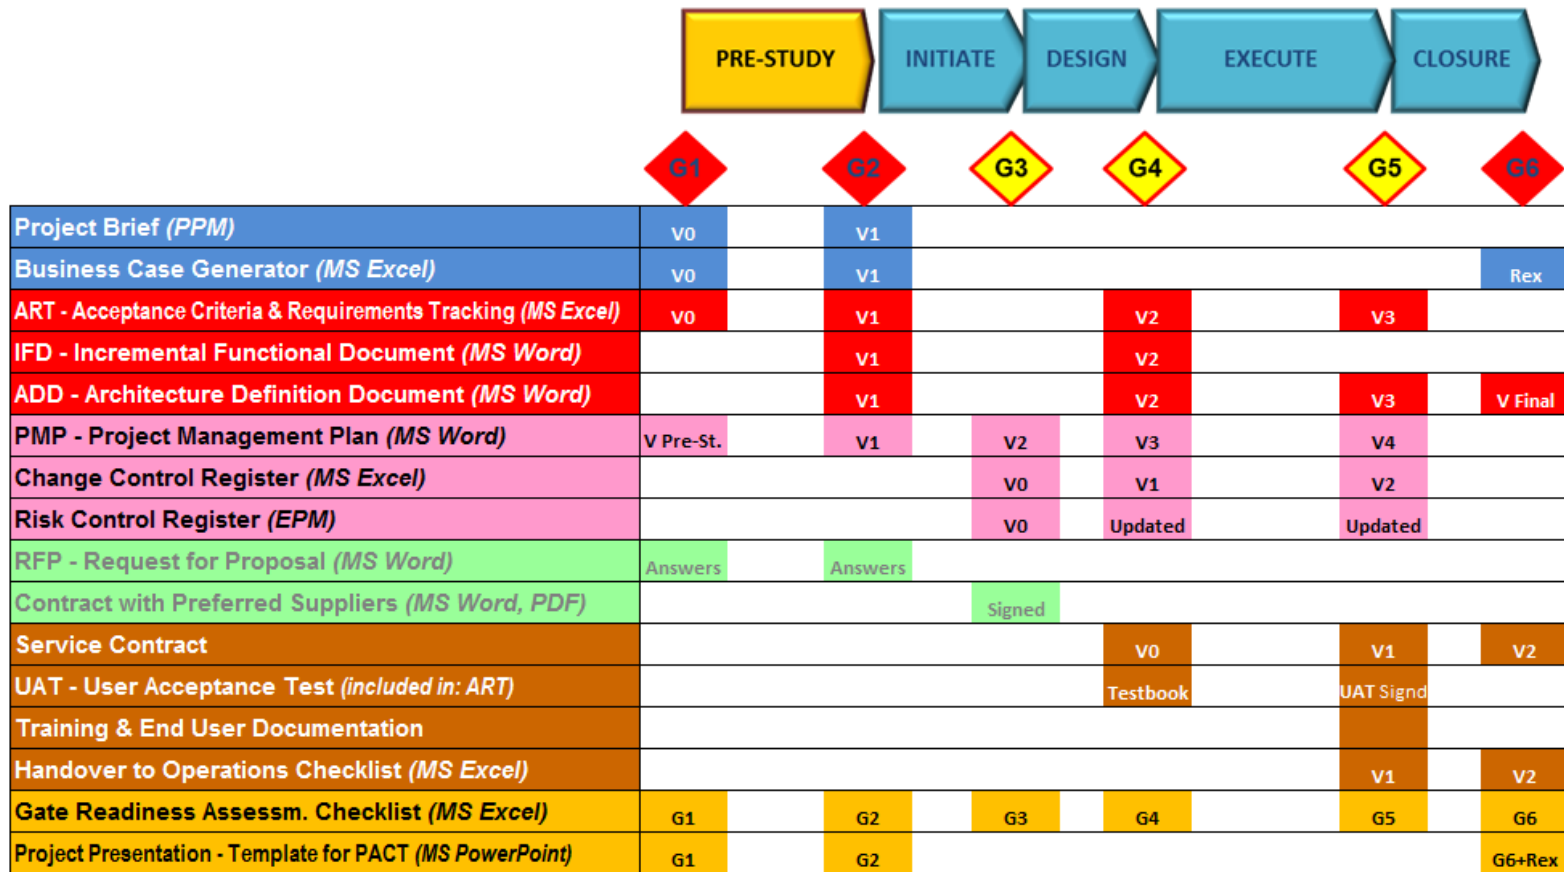 PRE-STUDY INITIATE DESIGN EXECUTE CLOSURE
G1 G2 G3 G4 G5 G6
Project Brief (PPM) V0 V1
Business Case Generator (MS Excel) V0 V1 Rex
ART - Acceptance Criteria & Requirements Tracking (MS Excel) V0 V1 V2 V3
IFD - Incremental Functional Document (MS Word) V1 V2
ADD - Architecture Definition Document (MS Word) V1 V2 V3 V Final
PMP - Project Management Plan (MS Word) V Pre-St. V1 V2 V3 V4
Change Control Register (MS Excel) V0 V1 V2
Risk Control Register (EPM) V0 Updated Updated
RFP - Request for Proposal (MS Word) Answers Answers
Contract with Preferred Suppliers (MS Word, PDF) Signed
Service Contract V0 V1 V2
UAT - User Acceptance Test (included in: ART) Testbook UAT Signd
Training & End User Documentation
Handover to Operations Checklist (MS Excel) V1 V2
Gate Readiness Assessm. Checklist (MS Excel) G1 G2 G3 G4 G5 G6
Project Presentation - Template for PACT (MS PowerPoint) G1 G2 G6+Rex